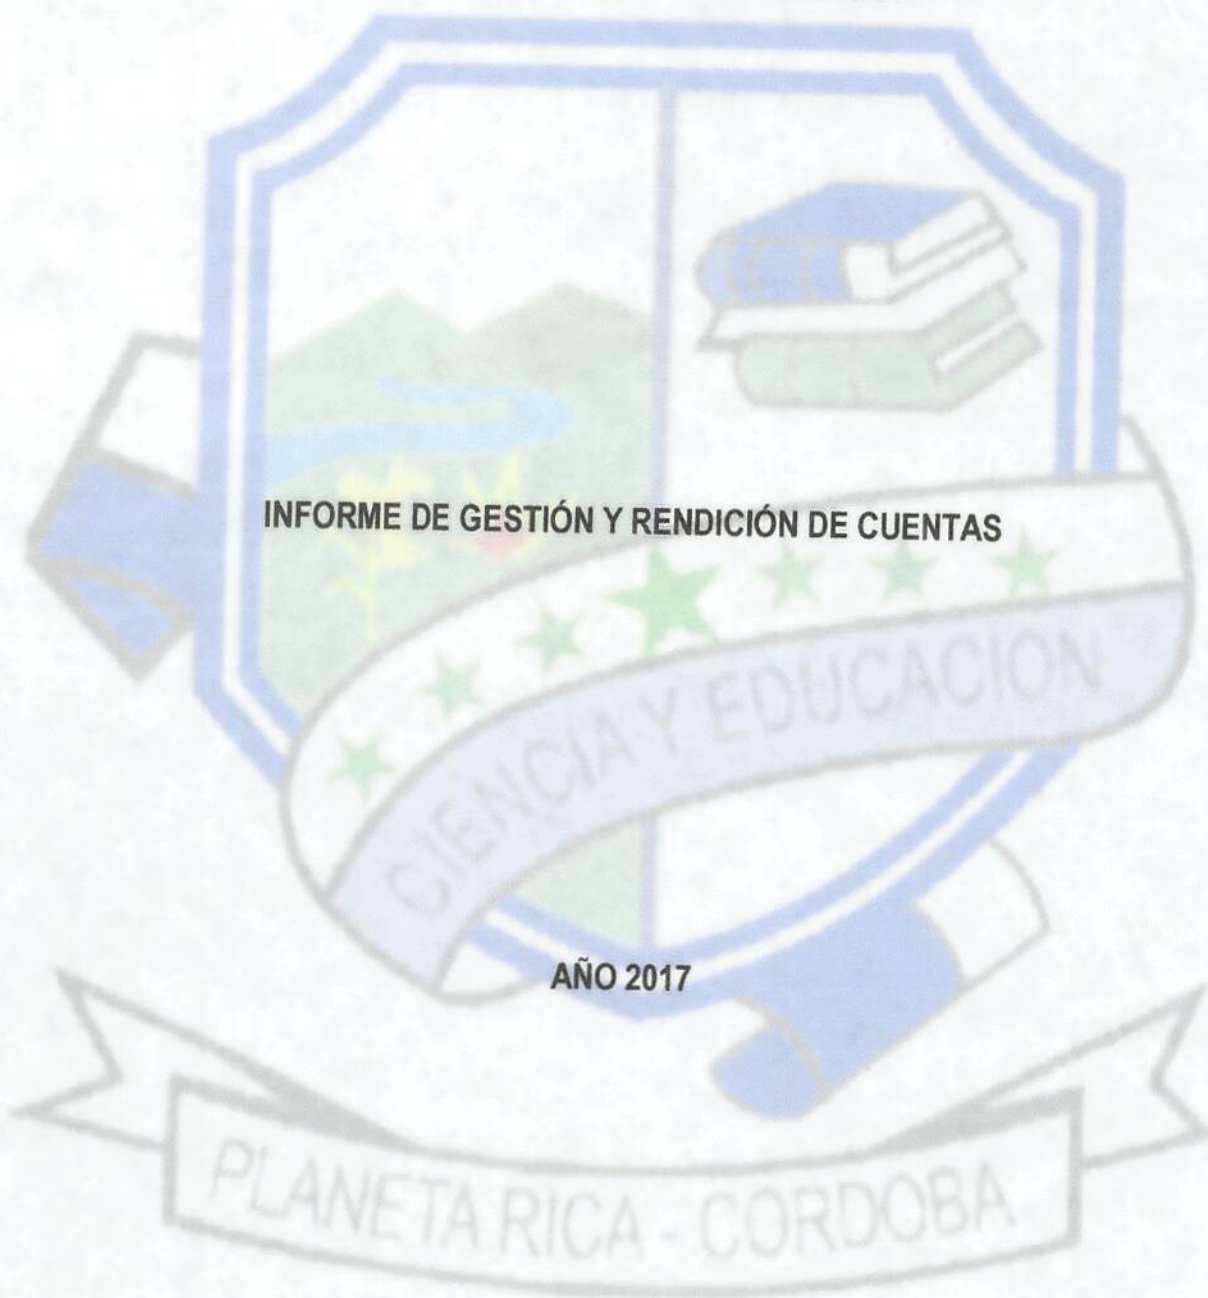 INFORME DE GESTIÓN Y RENDICIÓN DE CUENTAS
CIENCIA Y EDUCACION
AÑO 2017
PLANETA RICA - CORDOBA